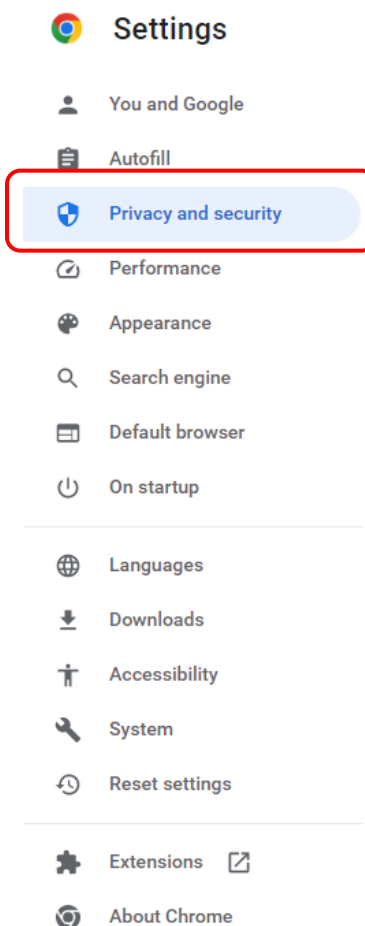 Settings
You and Google
Autofill
Privacy and security
Performance
Appearance
Search engine
Default browser
On startup
Languages
Downloads
Accessibility
System
Reset settings
Extensions
About Chrome